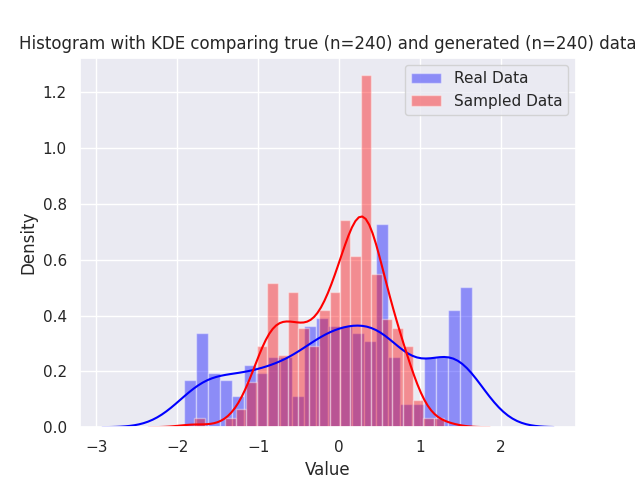 Histogram with KDE comparing true (n=240) and generated (n=240) data
Real Data
Sampled Data
Density
1.2
1.0
0.8
0.6
0.4
0.2
0.0
−3
−2
−1
0
1
2
Value